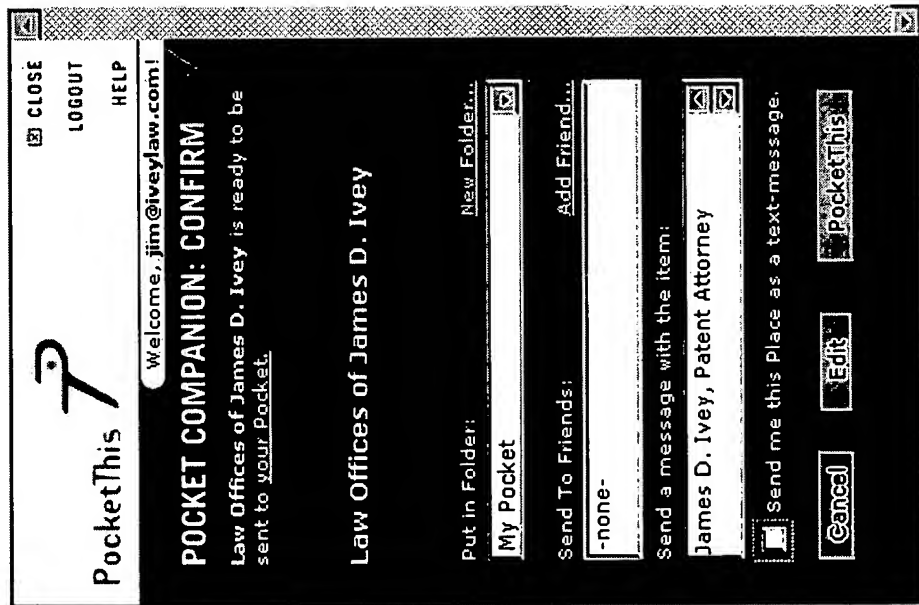 PocketThis
CLOSE
LOGOUT
HELP
Welcome, jim@iveylaw.com!
POCKET COMPANION: CONFIRM
Law Offices of James D. Ivey is ready to be
sent to your Pocket.
Law Offices of James D. Ivey
Put in Folder: New Folder...
My Pocket
Send To Friends: Add Friend...
-none-
Send a message with the item:
James D. Ivey, Patent Attorney
Send me this Place as a text-message.
Cancel Edit PocketThis